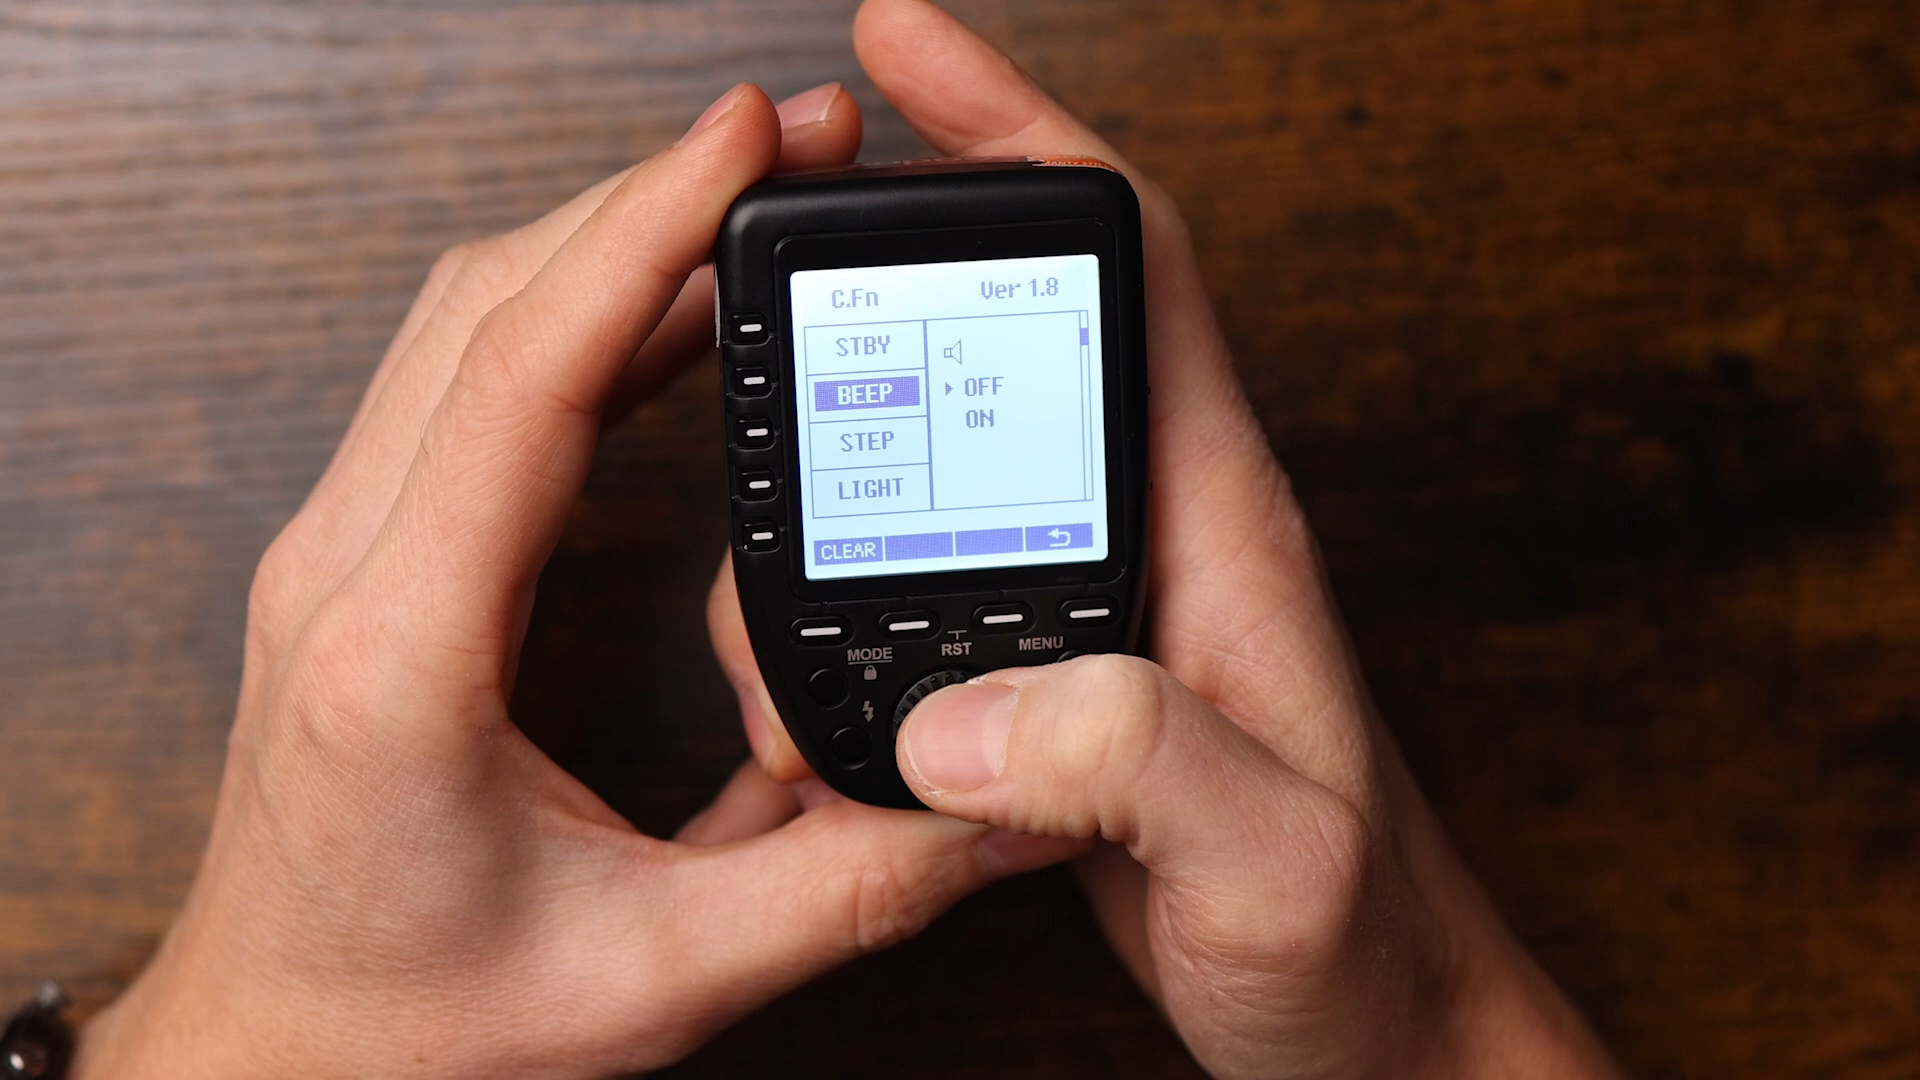 C.Fn Ver 1.8
STBY
BEEP
STEP
LIGHT
OFF
ON
CLEAR
MODE RST MENU